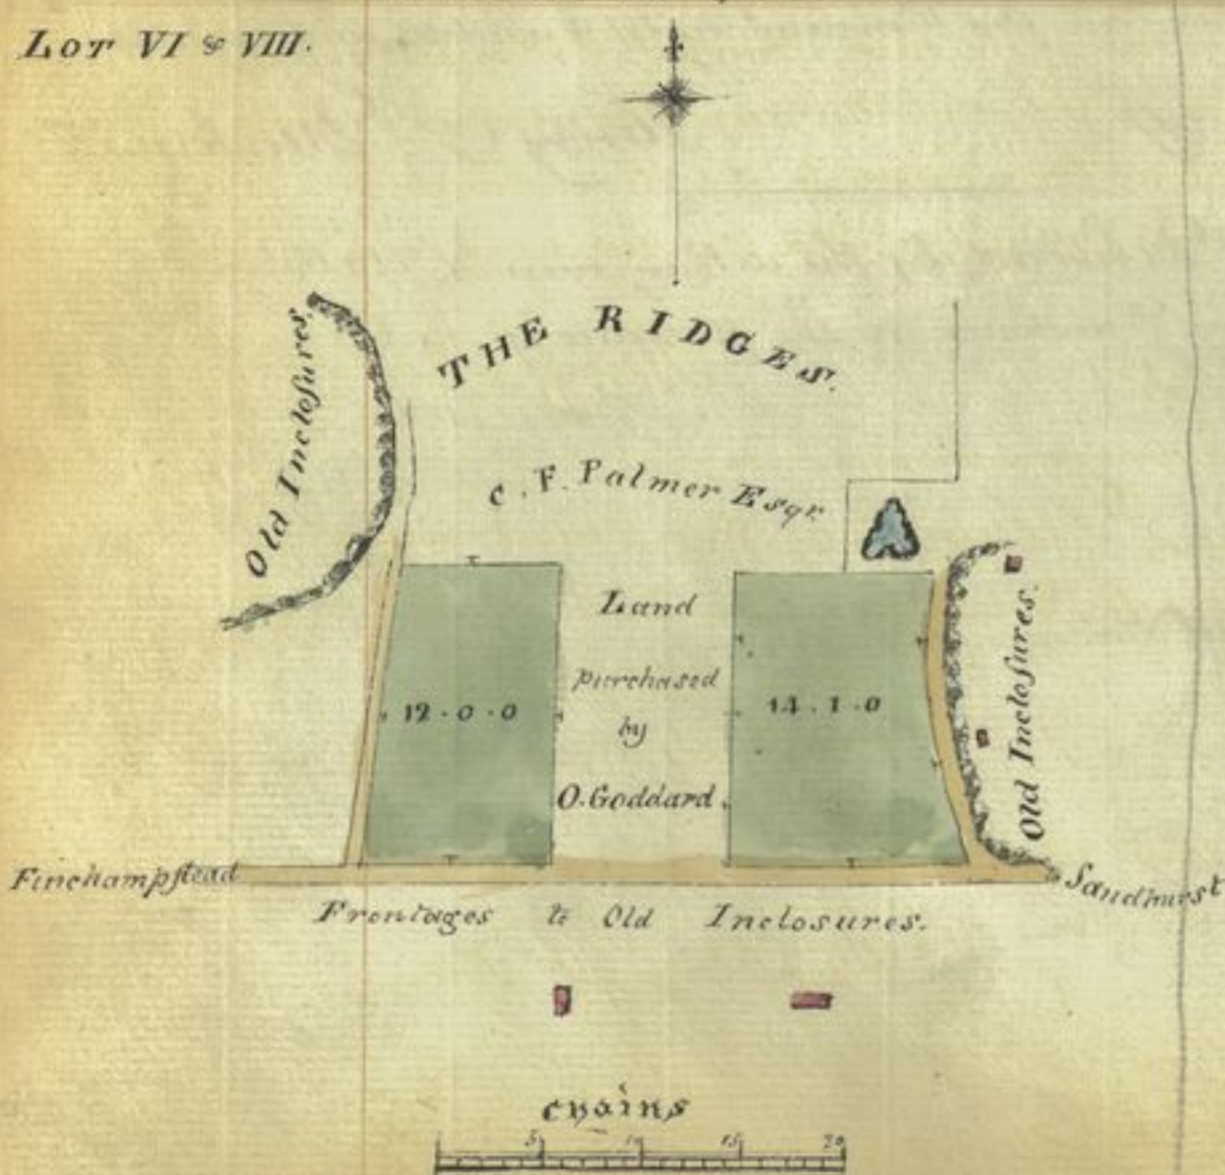 Lot VI & VIII.
THE RIDGES.
Old Inclosures.
C. F. Palmer Esqr.
Land
purchased
by
O. Goddard.
12 . 0 . 0
14 . 1 . 0
Old Inclosures.
Finchampſtead
Sandhurst
Frontages to Old Inclosures.
chains
5 10 15 20